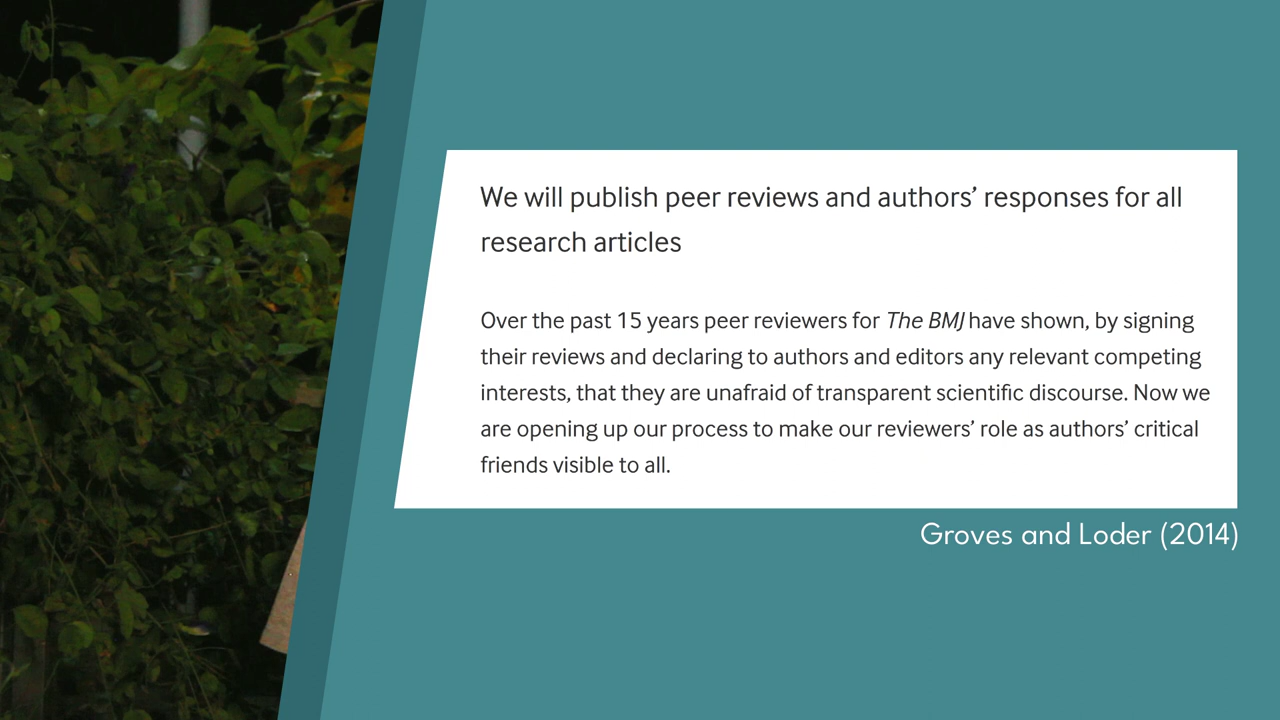 We will publish peer reviews and authors’ responses for all
research articles
Over the past 15 years peer reviewers for The BMJ have shown, by signing
their reviews and declaring to authors and editors any relevant competing
interests, that they are unafraid of transparent scientific discourse. Now we
are opening up our process to make our reviewers’ role as authors’ critical
friends visible to all.
Groves and Loder (2014)